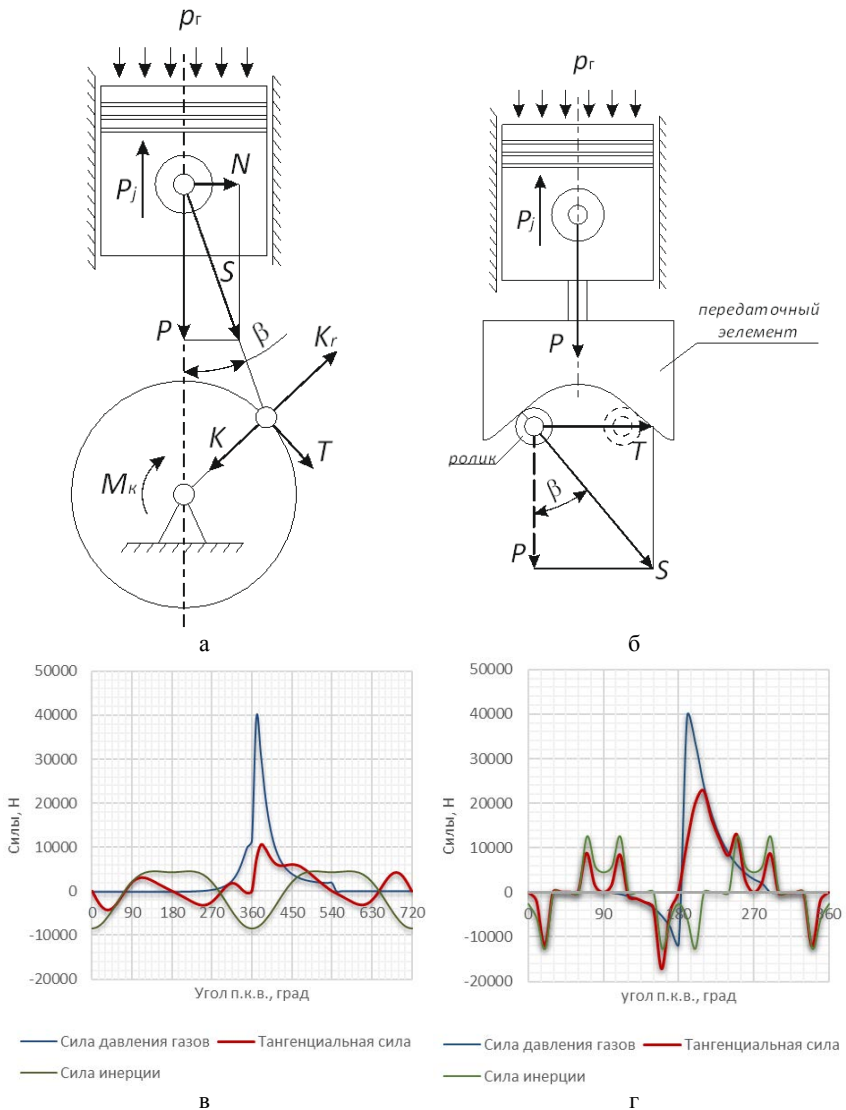 pг
Pj
N
S
P
β
Kr
K
T
Mк
а
pг
Pj
P
передаточный
эелемент
ролик
T
β
P
S
б
50000
40000
30000
20000
10000
0
-10000
-20000
Силы, Н
0 90 180 270 360 450 540 630 720
Угол п.к.в., град
Сила давления газов
Тангенциальная сила
Сила инерции
в
50000
40000
30000
20000
10000
0
-10000
-20000
Силы, Н
0 90 180 270 360
угол п.к.в., град
Сила давления газов
Тангенциальная сила
Сила инерции
г